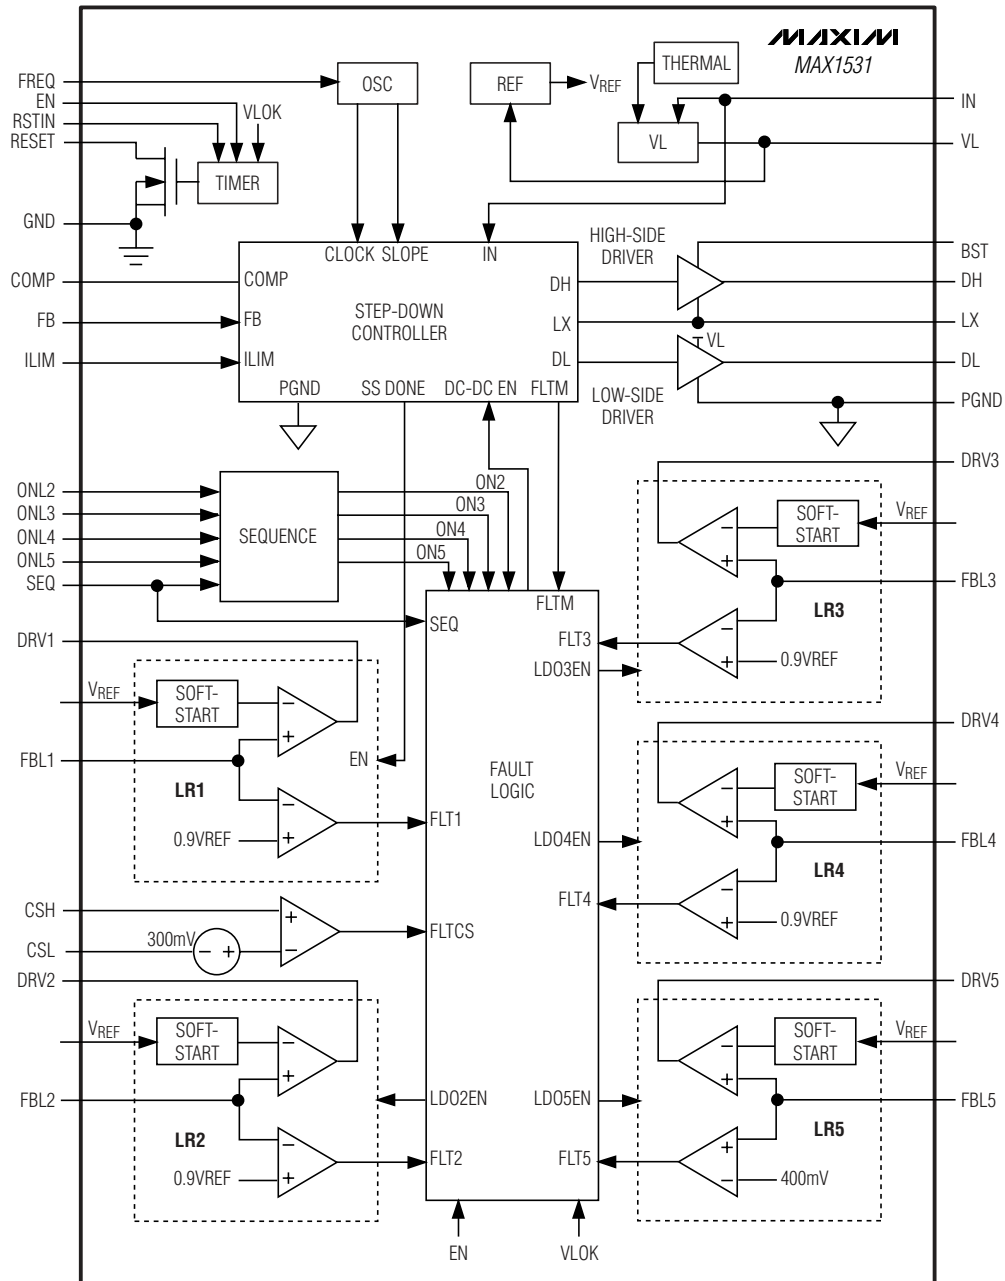 MAXIM
MAX1531
FREQ
EN
RSTIN
RESET
GND
COMP
FB
ILIM
OSC
REF
VREF
THERMAL
VL
IN
VL
VLOK
TIMER
CLOCK SLOPE
IN
COMP
FB
ILIM
STEP-DOWN
CONTROLLER
DH
LX
DL
PGND
SS DONE
DC-DC EN
FLTM
HIGH-SIDE
DRIVER
VL
LOW-SIDE
DRIVER
BST
DH
LX
DL
PGND
ONL2
ONL3
ONL4
ONL5
SEQ
SEQUENCE
ON2
ON3
ON4
ON5
DRV3
SOFT-
START
VREF
− +
FBL3
LR3
− +
0.9VREF
FLTM
SEQ
FLT3
LDO3EN
DRV1
VREF
SOFT-
START
− +
FBL1
EN
LR1
− +
0.9VREF
FLT1
FAULT
LOGIC
DRV4
SOFT-
START
VREF
− +
LDO4EN
FBL4
LR4
FLT4
− +
0.9VREF
CSH
CSL
300mV
− +
+ −
FLTCS
DRV2
VREF
SOFT-
START
− +
FBL2
LDO2EN
LR2
− +
0.9VREF
FLT2
DRV5
SOFT-
START
VREF
− +
LDO5EN
FBL5
LR5
FLT5
+ −
400mV
EN
VLOK